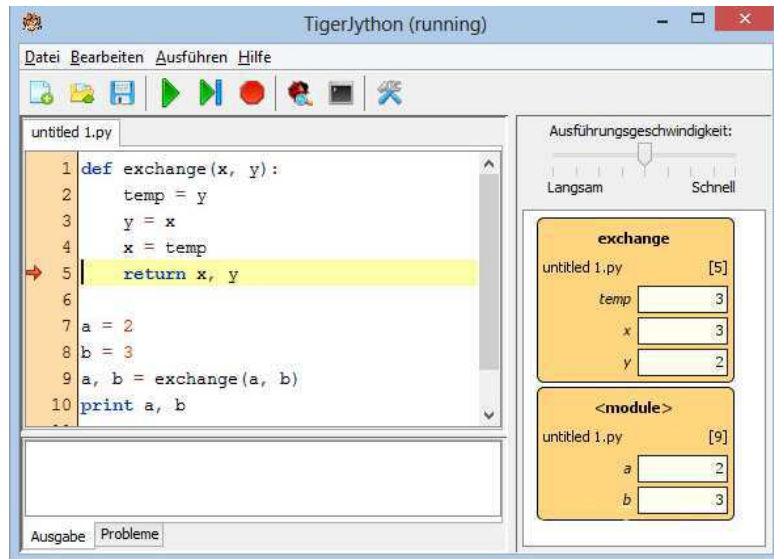 TigerJython (running)
Datei Bearbeiten Ausführen Hilfe
untitled 1.py
1 def exchange(x, y):
2 temp = y
3 y = x
4 x = temp
5 return x, y
6
7 a = 2
8 b = 3
9 a, b = exchange(a, b)
10 print a, b
Ausgabe Probleme
Ausführungsgeschwindigkeit:
Langsam Schnell
exchange
untitled 1.py [5]
temp 3
x 3
y 2
<module>
untitled 1.py [9]
a 2
b 3